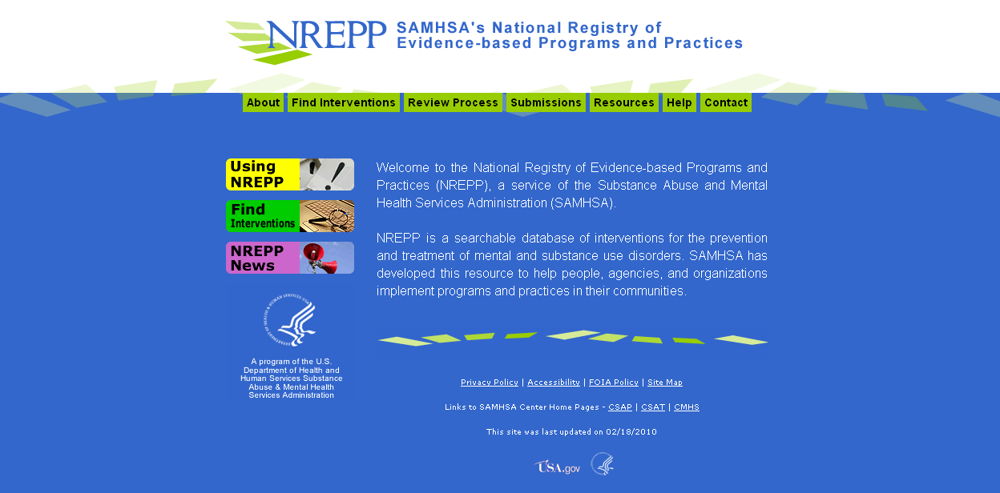 NREPP SAMHSA's National Registry of
Evidence-based Programs and Practices
About Find Interventions Review Process Submissions Resources Help Contact
Using
NREPP
Find
Interventions
NREPP
News
DEPARTMENT OF HEALTH & HUMAN SERVICES USA
A program of the U.S.
Department of Health and
Human Services Substance
Abuse & Mental Health
Services Administration
Welcome to the National Registry of Evidence-based Programs and
Practices (NREPP), a service of the Substance Abuse and Mental
Health Services Administration (SAMHSA).
NREPP is a searchable database of interventions for the prevention
and treatment of mental and substance use disorders. SAMHSA has
developed this resource to help people, agencies, and organizations
implement programs and practices in their communities.
Privacy Policy | Accessibility | FOIA Policy | Site Map
Links to SAMHSA Center Home Pages - CSAP | CSAT | CMHS
This site was last updated on 02/18/2010
USA.gov